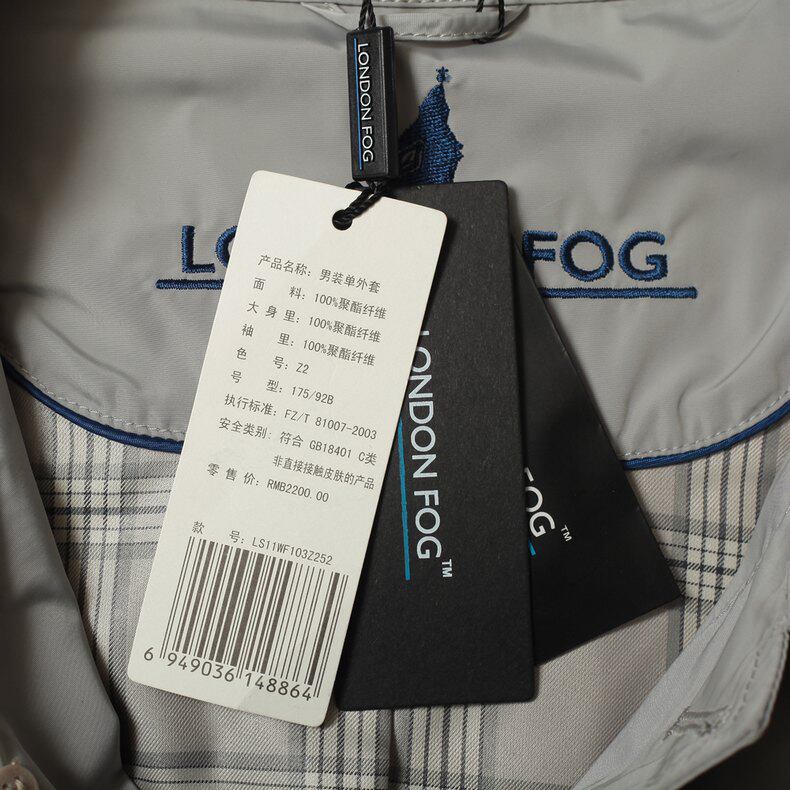 LONDON FOG
LO
FOG
产品名称: 男装单外套
面 料: 100%聚酯纤维
大 身 里: 100%聚酯纤维
袖 里: 100%聚酯纤维
色 号: Z2
号 型: 175/92B
执行标准: FZ/T 81007-2003
安全类别: 符合 GB18401 C类
非直接接触皮肤的产品
零 售 价: RMB2200.00
款 号: LS11WF103Z252
6 949036 148864
LONDON FOG™
OG™